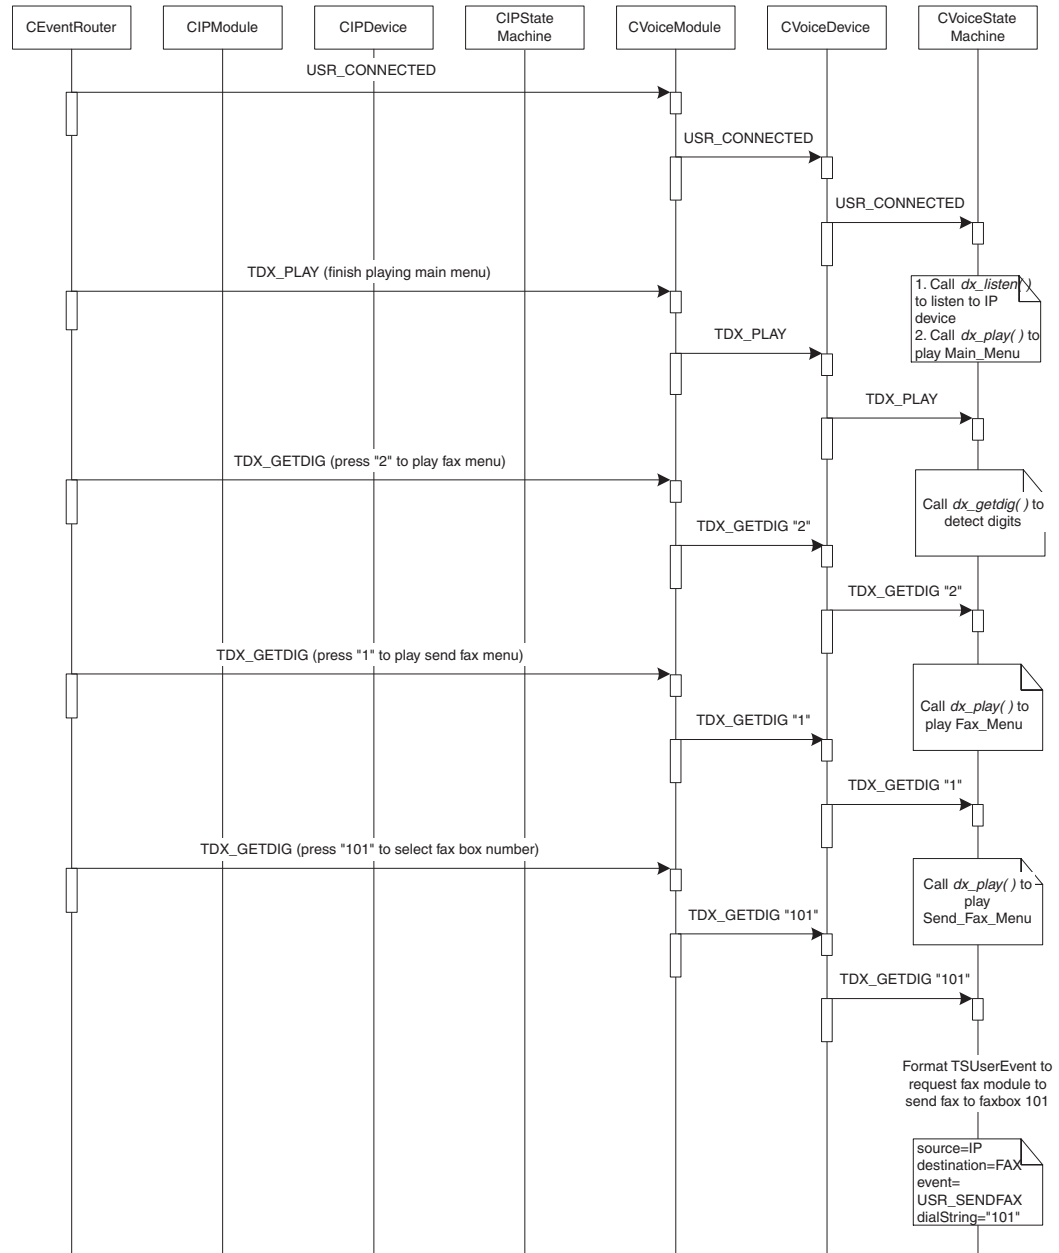 CEventRouter
CIPModule
CIPDevice
CIPState
Machine
CVoiceModule
CVoiceDevice
CVoiceState
Machine
USR_CONNECTED
USR_CONNECTED
USR_CONNECTED
TDX_PLAY (finish playing main menu)
1. Call dx_listen( )
to listen to IP
device
2. Call dx_play( ) to
play Main_Menu
TDX_PLAY
TDX_PLAY
TDX_GETDIG (press "2" to play fax menu)
Call dx_getdig( ) to
detect digits
TDX_GETDIG "2"
TDX_GETDIG "2"
TDX_GETDIG (press "1" to play send fax menu)
Call dx_play( ) to
play Fax_Menu
TDX_GETDIG "1"
TDX_GETDIG "1"
TDX_GETDIG (press "101" to select fax box number)
Call dx_play( ) to
play
Send_Fax_Menu
TDX_GETDIG "101"
TDX_GETDIG "101"
Format TSUserEvent to
request fax module to
send fax to faxbox 101
source=IP
destination=FAX
event=
USR_SENDFAX
dialString="101"